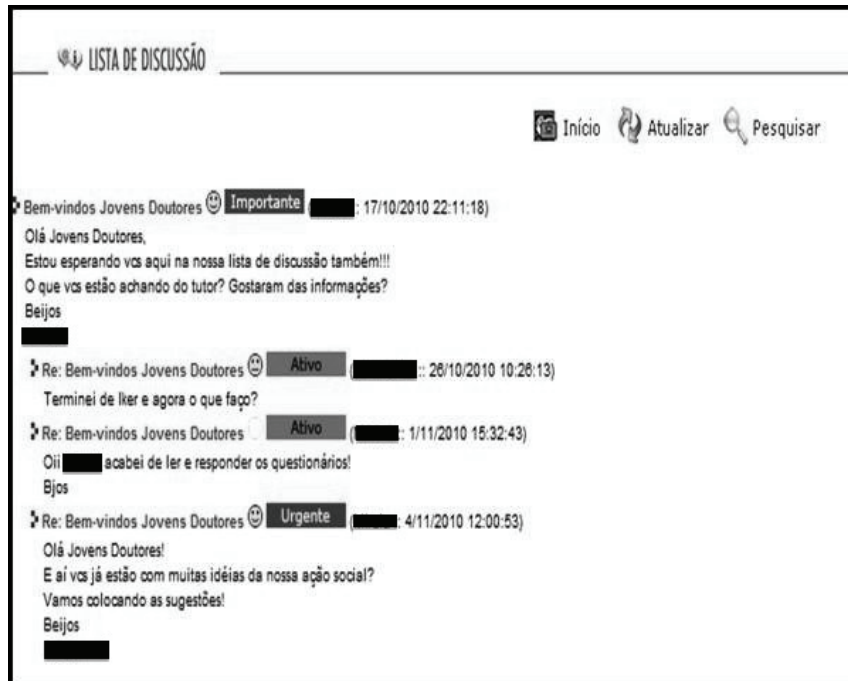 LISTA DE DISCUSSÃO
Início Atualizar Pesquisar
Bem-vindos Jovens Doutores Importante ( : 17/10/2010 22:11:18)
Olá Jovens Doutores,
Estou esperando vcs aqui na nossa lista de discussão também!!!
O que vcs estão achando do tutor? Gostaram das informações?
Beijos
Re: Bem-vindos Jovens Doutores Ativo ( :: 26/10/2010 10:26:13)
Terminei de lker e agora o que faço?
Re: Bem-vindos Jovens Doutores Ativo ( :: 1/11/2010 15:32:43)
Oii acabei de ler e responder os questionários!
Bjos
Re: Bem-vindos Jovens Doutores Urgente ( : 4/11/2010 12:00:53)
Olá Jovens Doutores!
E aí vcs já estão com muitas idéias da nossa ação social?
Vamos colocando as sugestões!
Beijos